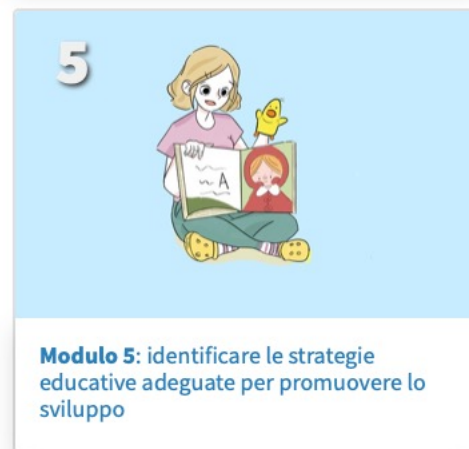 5
A
Modulo 5: identificare le strategie
educative adeguate per promuovere lo
sviluppo